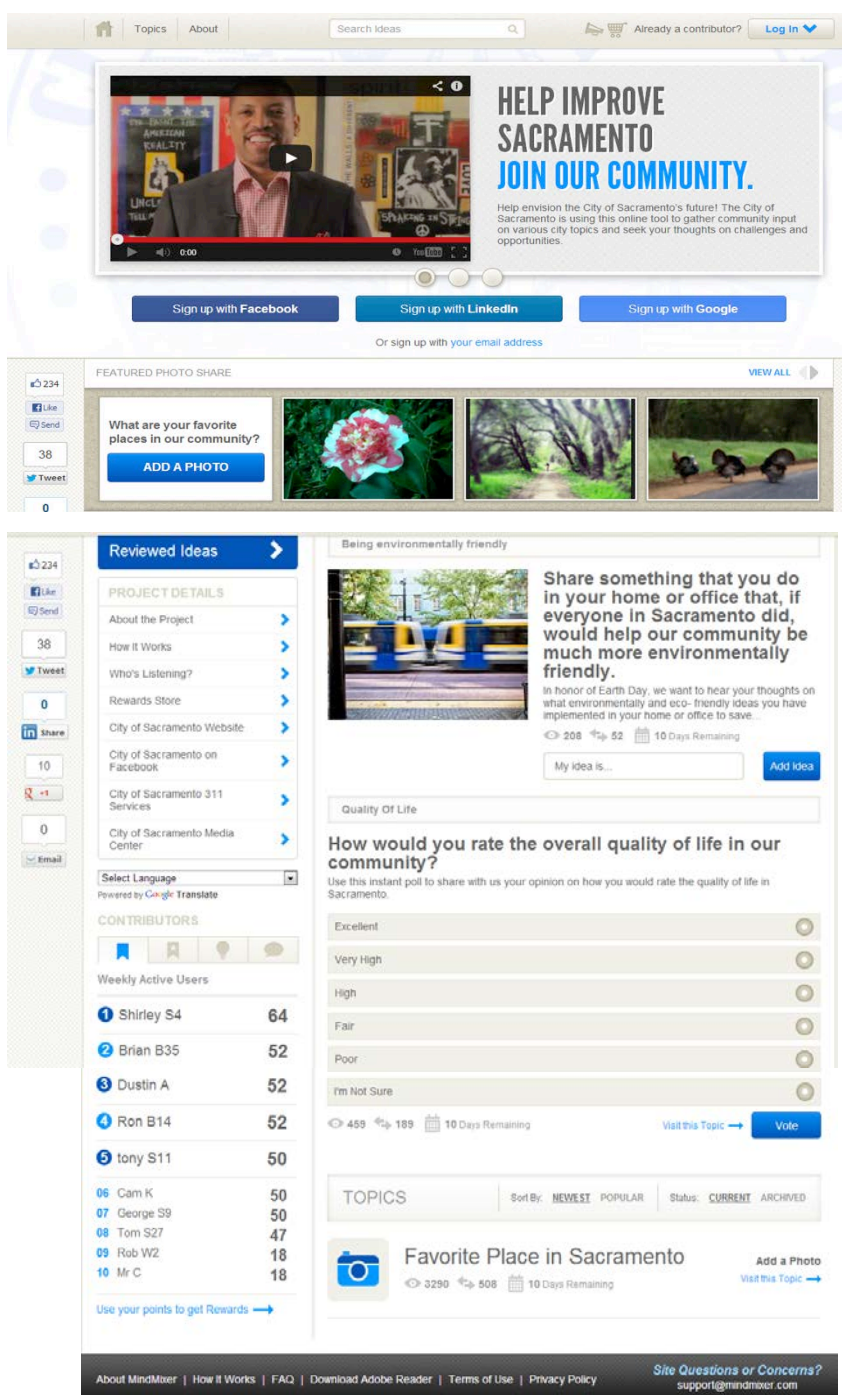 Topics
About
Search Ideas
Already a contributor?
Log In
THE
AMERICAN
REALITY
UNCLE
TELL
SPEAKING IN
0:00
YouTube
HELP IMPROVE
SACRAMENTO
JOIN OUR COMMUNITY.
Help envision the City of Sacramento's future! The City of
Sacramento is using this online tool to gather community input
on various city topics and seek your thoughts on challenges and
opportunities.
Sign up with Facebook
Sign up with LinkedIn
Sign up with Google
Or sign up with your email address
234
Like
Send
38
Tweet
0
FEATURED PHOTO SHARE
VIEW ALL
What are your favorite
places in our community?
ADD A PHOTO
234
Like
Send
38
Tweet
0
in Share
10
+1
0
Email
Reviewed Ideas
PROJECT DETAILS
About the Project
How It Works
Who's Listening?
Rewards Store
City of Sacramento Website
City of Sacramento on
Facebook
City of Sacramento 311
Services
City of Sacramento Media
Center
Select Language
Powered by Google Translate
CONTRIBUTORS
Weekly Active Users
1 Shirley S4 64
2 Brian B35 52
3 Dustin A 52
4 Ron B14 52
5 tony S11 50
06 Cam K 50
07 George S9 50
08 Tom S27 47
09 Rob W2 18
10 Mr C 18
Use your points to get Rewards
Being environmentally friendly
Share something that you do
in your home or office that, if
everyone in Sacramento did,
would help our community be
much more environmentally
friendly.
In honor of Earth Day, we want to hear your thoughts on
what environmentally and eco- friendly ideas you have
implemented in your home or office to save...
208 52 10 Days Remaining
My idea is...
Add Idea
Quality Of Life
How would you rate the overall quality of life in our
community?
Use this instant poll to share with us your opinion on how you would rate the quality of life in
Sacramento.
Excellent
Very High
High
Fair
Poor
I'm Not Sure
459 189 10 Days Remaining
Visit this Topic
Vote
TOPICS
Sort By: NEWEST POPULAR
Status: CURRENT ARCHIVED
Favorite Place in Sacramento
3290 508 10 Days Remaining
Add a Photo
Visit this Topic
About MindMixer | How It Works | FAQ | Download Adobe Reader | Terms of Use | Privacy Policy
Site Questions or Concerns?
support@mindmixer.com